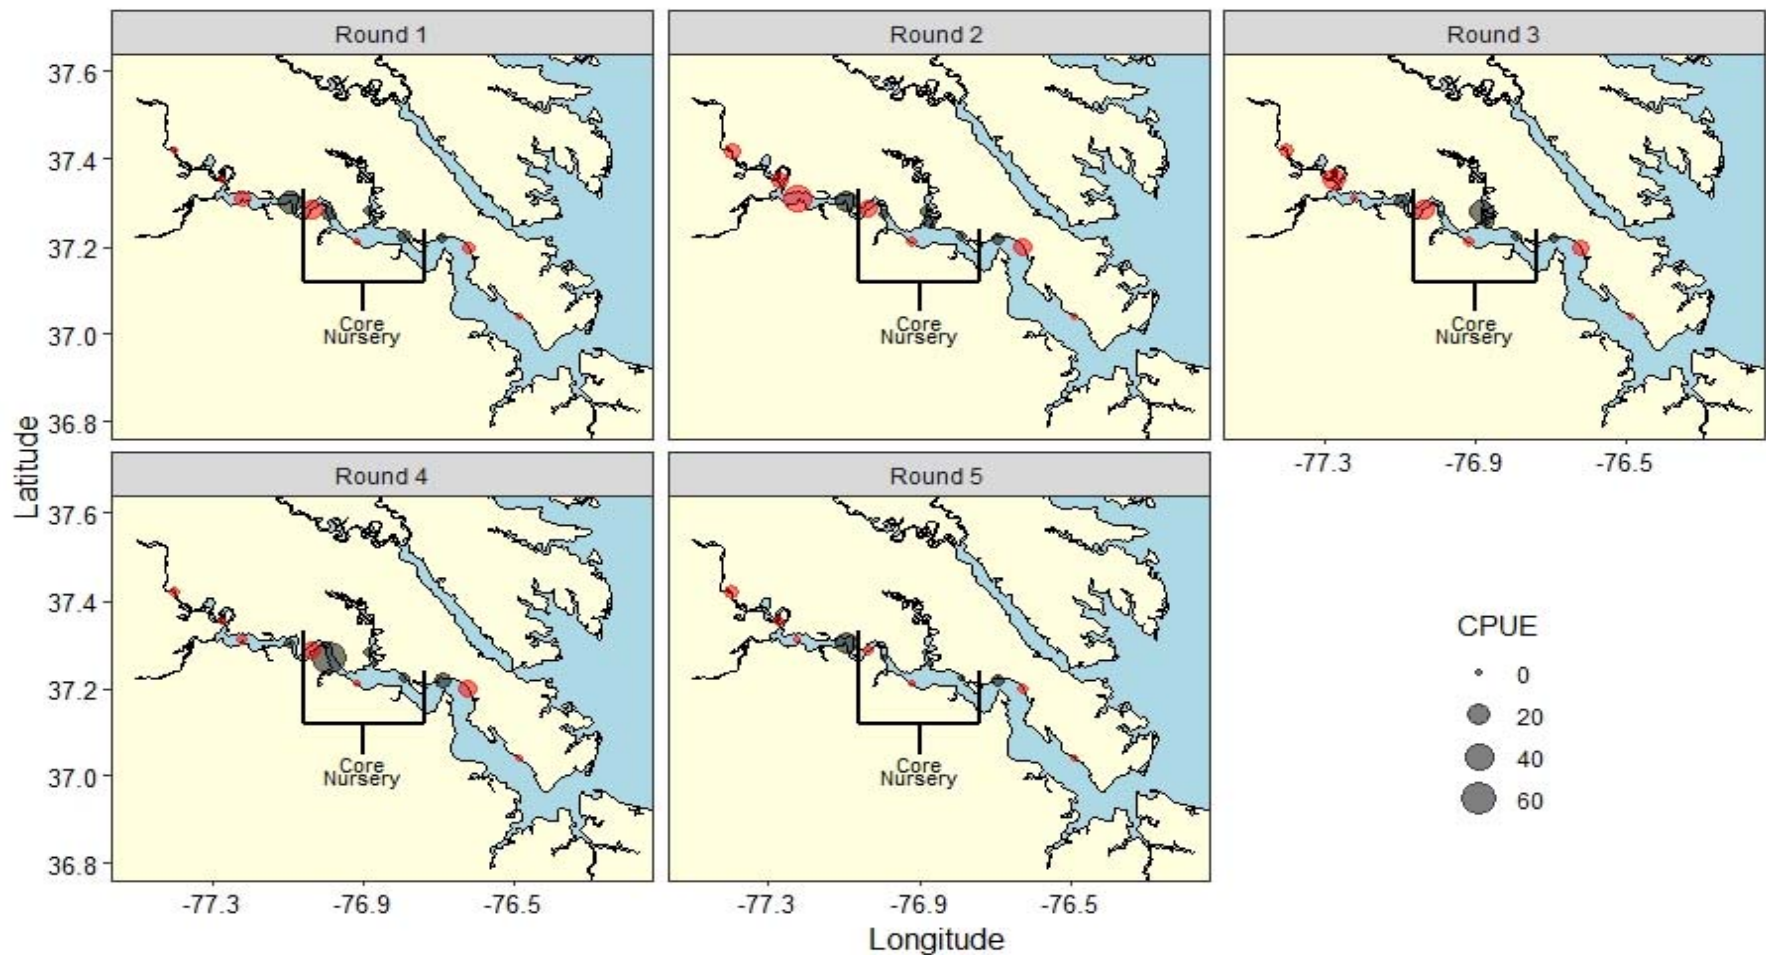 Round 1
Round 2
Round 3
37.6
37.4
37.2
37.0
36.8
Core
Nursery
Core
Nursery
Core
Nursery
-77.3
-76.9
-76.5
Latitude
Round 4
Round 5
37.6
37.4
37.2
37.0
36.8
Core
Nursery
Core
Nursery
CPUE
0
20
40
60
-77.3
-76.9
-76.5
-77.3
-76.9
-76.5
Longitude